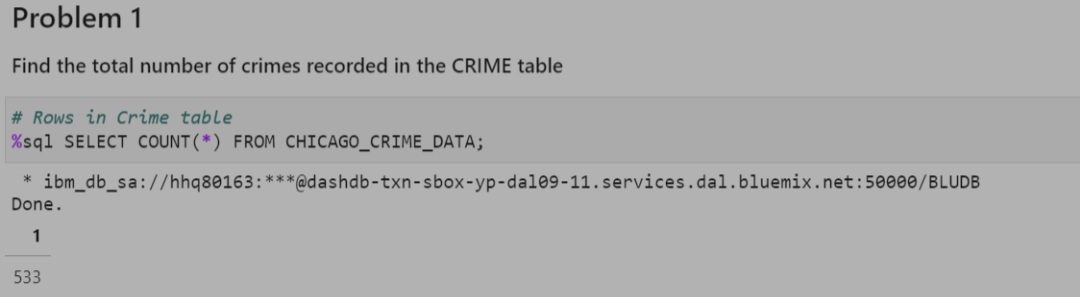 Problem 1
Find the total number of crimes recorded in the CRIME table
# Rows in Crime table
%sql SELECT COUNT(*) FROM CHICAGO_CRIME_DATA;
* ibm_db_sa://hhq80163:***@dashdb-txn-sbox-yp-dal09-11.services.dal.bluemix.net:50000/BLUDB
Done.
1
533